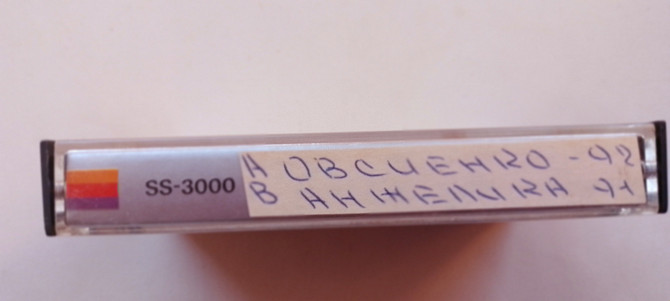 SS-3000
A ОВСИЕНКО - 92
B АНЖЕЛИКА 91